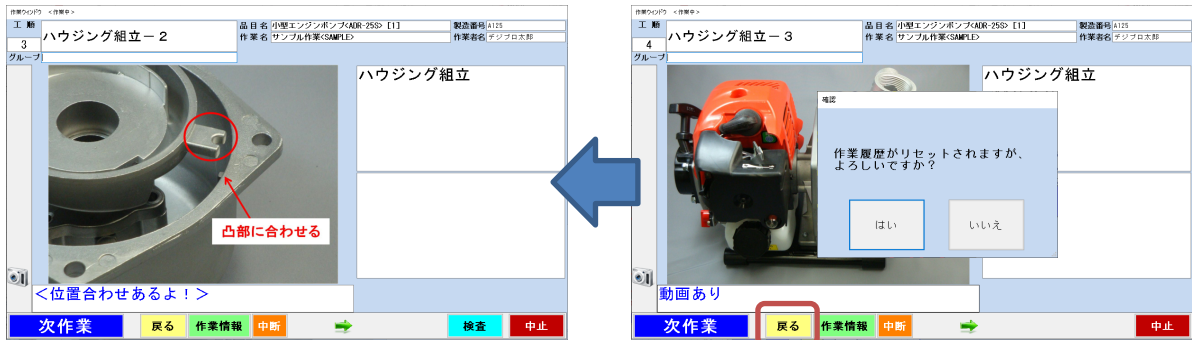 作業ウィンドウ <作業中>
工 順
3
ハウジング組立－２
品目名 小型エンジンポンプ<ADR-25S> [1]
作業名 サンプル作業<SAMPLE>
製造番号 A125
作業者名 デジプロ太郎
グループ
ハウジング組立
凸部に合わせる
＜位置合わせあるよ！＞
次作業
戻る
作業情報
中断
検査
中止
作業ウィンドウ <作業中>
工 順
4
ハウジング組立－３
品目名 小型エンジンポンプ<ADR-25S> [1]
作業名 サンプル作業<SAMPLE>
製造番号 A125
作業者名 デジプロ太郎
グループ
ハウジング組立
確認
作業履歴がリセットされますが、
よろしいですか？
はい
いいえ
動画あり
次作業
戻る
作業情報
中断
中止